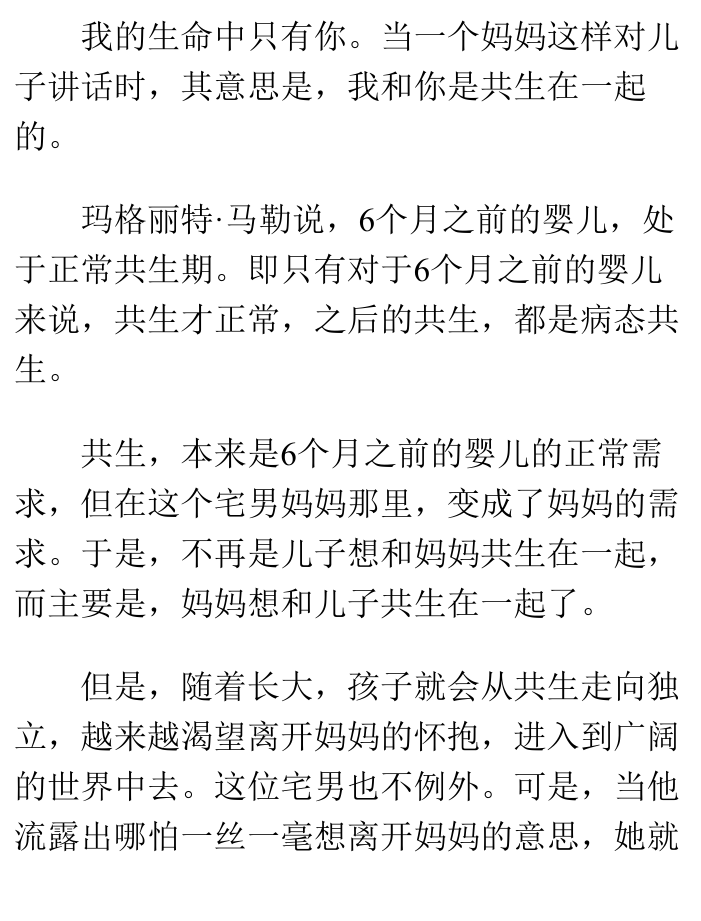 我的生命中只有你。当一个妈妈这样对儿
子讲话时，其意思是，我和你是共生在一起
的。
玛格丽特·马勒说，6个月之前的婴儿，处
于正常共生期。即只有对于6个月之前的婴儿
来说，共生才正常，之后的共生，都是病态共
生。
共生，本来是6个月之前的婴儿的正常需
求，但在这个宅男妈妈那里，变成了妈妈的需
求。于是，不再是儿子想和妈妈共生在一起，
而主要是，妈妈想和儿子共生在一起了。
但是，随着长大，孩子就会从共生走向独
立，越来越渴望离开妈妈的怀抱，进入到广阔
的世界中去。这位宅男也不例外。可是，当他
流露出哪怕一丝一毫想离开妈妈的意思，她就